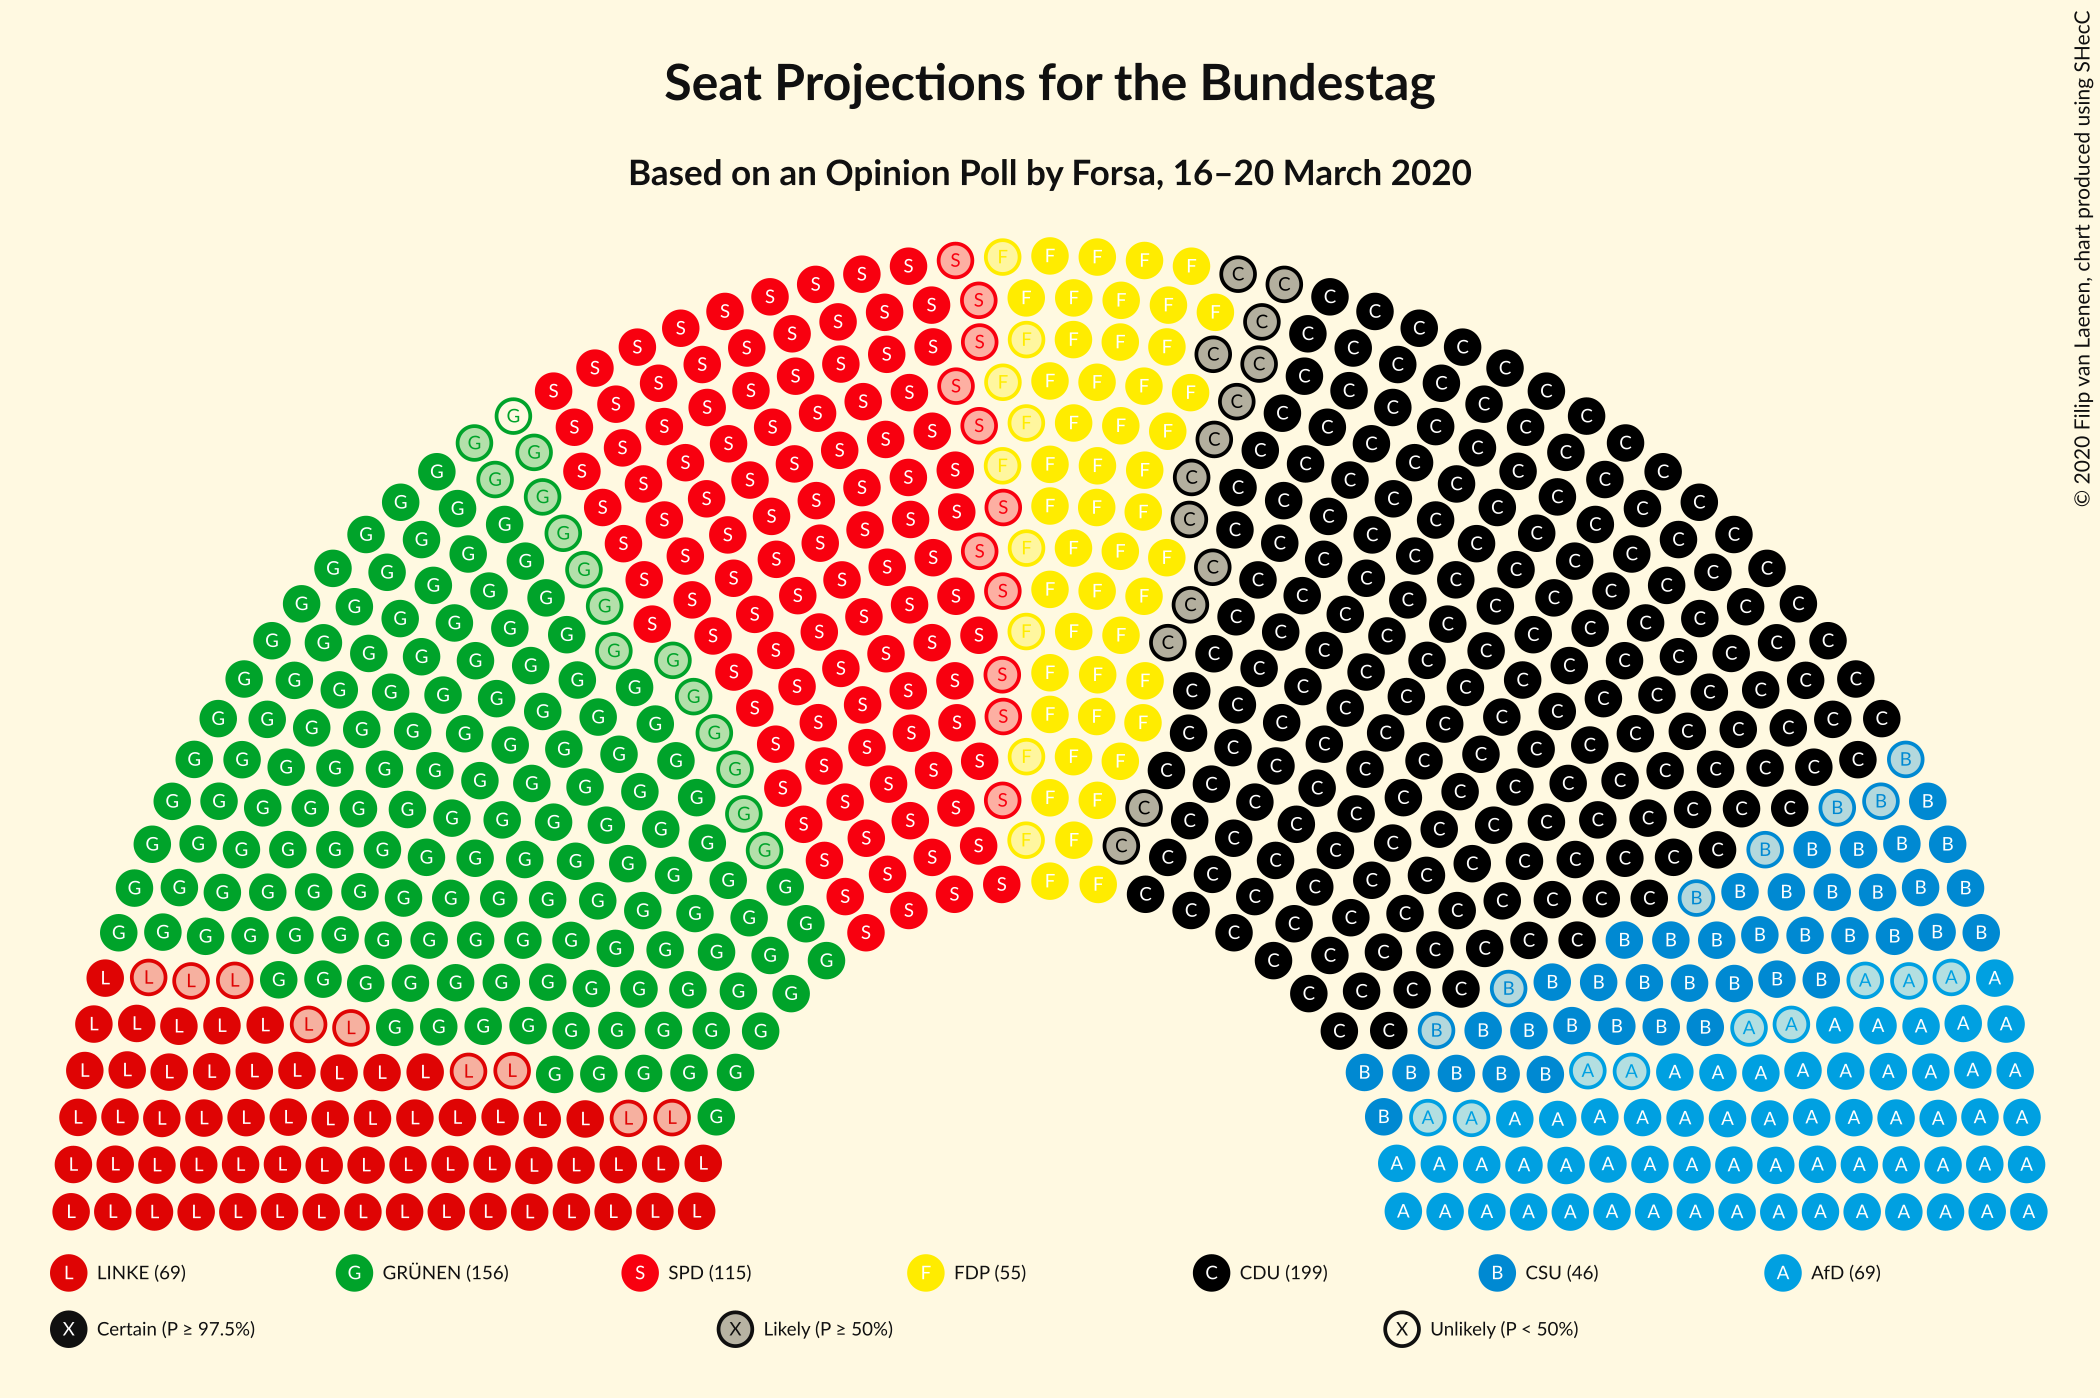 Seat Projections for the Bundestag
Based on an Opinion Poll by Forsa, 16–20 March 2020
© 2020 Filip van Laenen, chart produced using SHecC
L LINKE (69) G GRÜNEN (156) S SPD (115) F FDP (55) C CDU (199) B CSU (46) A AfD (69)
X Certain (P ≥ 97.5%) X Likely (P ≥ 50%) X Unlikely (P < 50%)